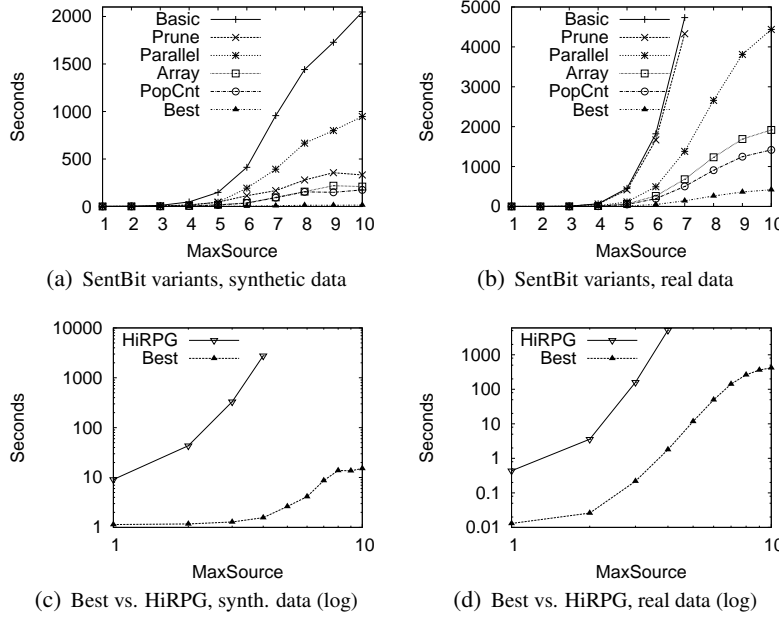 2000
1500
1000
500
0
Seconds
Basic
Prune
Parallel
Array
PopCnt
Best
1 2 3 4 5 6 7 8 9 10
MaxSource
(a) SentBit variants, synthetic data
5000
4000
3000
2000
1000
0
Seconds
Basic
Prune
Parallel
Array
PopCnt
Best
1 2 3 4 5 6 7 8 9 10
MaxSource
(b) SentBit variants, real data
10000
1000
100
10
1
Seconds
HiRPG
Best
1 10
MaxSource
(c) Best vs. HiRPG, synth. data (log)
1000
100
10
1
0.1
0.01
Seconds
HiRPG
Best
1 10
MaxSource
(d) Best vs. HiRPG, real data (log)